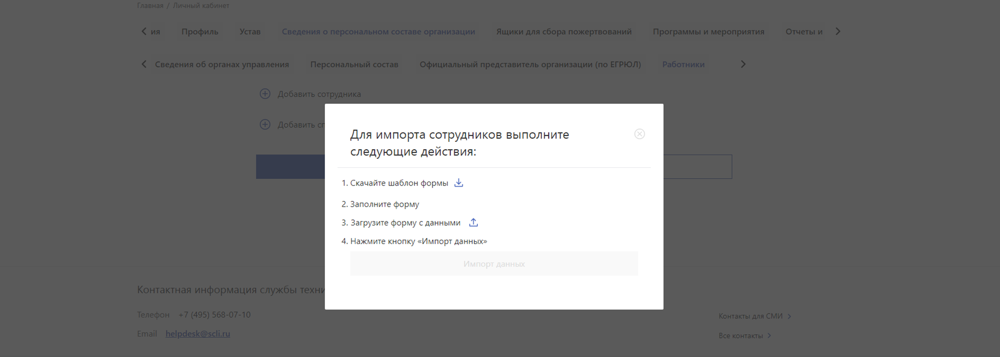 Главная / Личный кабинет
ия Профиль Устав Сведения о персональном составе организации Ящики для сбора пожертвований Программы и мероприятия Отчеты и
Сведения об органах управления Персональный состав Официальный представитель организации (по ЕГРЮЛ) Работники
Добавить сотрудника
Добавить сп
Для импорта сотрудников выполните
следующие действия:
1. Скачайте шаблон формы
2. Заполните форму
3. Загрузите форму с данными
4. Нажмите кнопку «Импорт данных»
Импорт данных
Контактная информация службы техни
Телефон +7 (495) 568-07-10
Email helpdesk@scli.ru
Контакты для СМИ
Все контакты